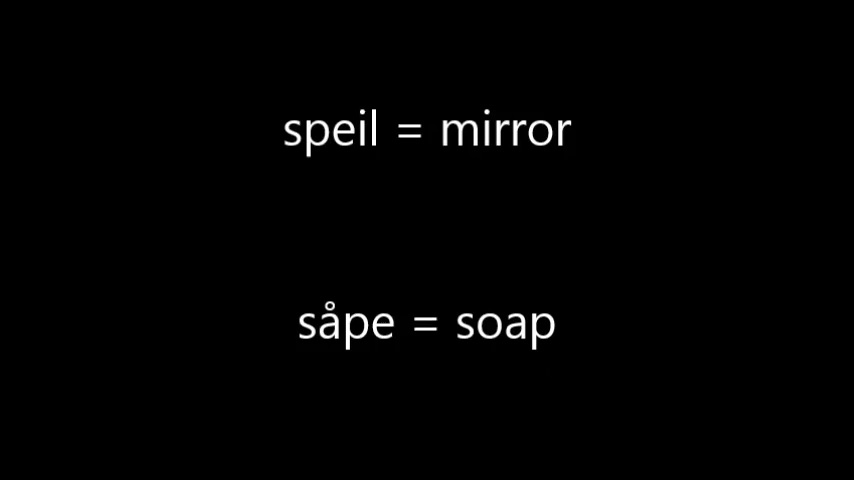 speil = mirror
såpe = soap